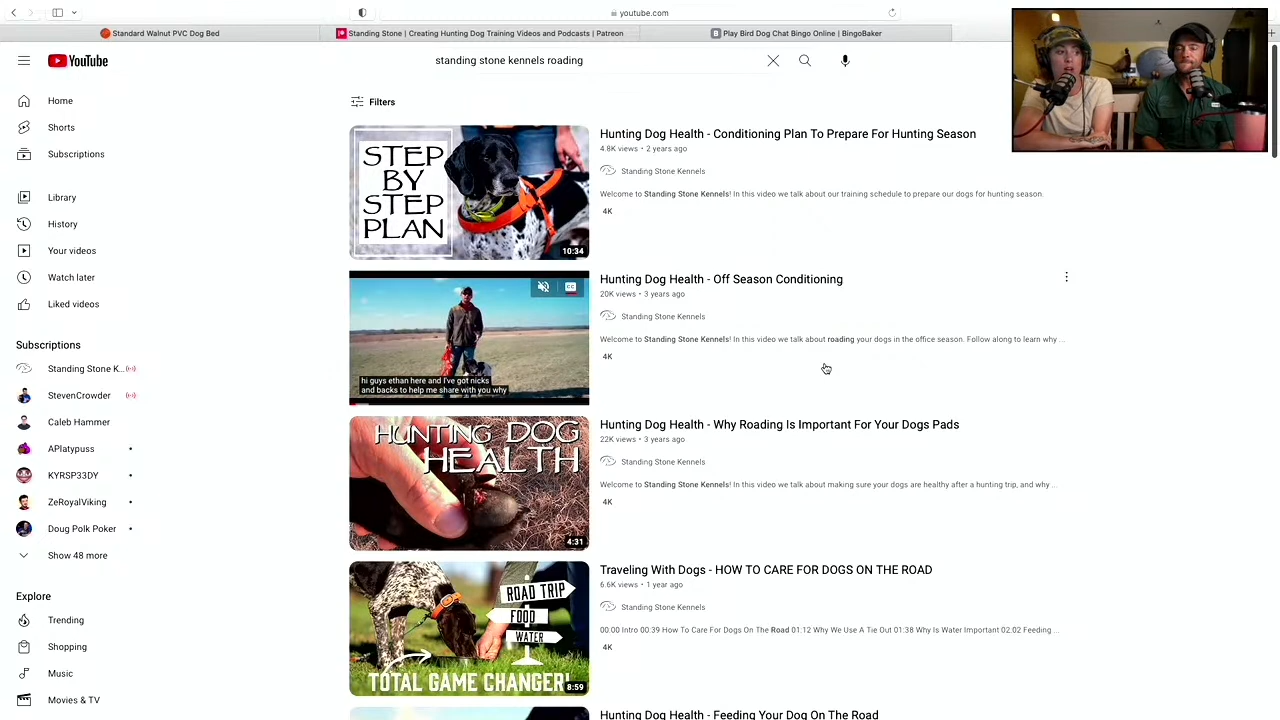 youtube.com
Standard Walnut PVC Dog Bed
Standing Stone | Creating Hunting Dog Training Videos and Podcasts | Patreon
B
Play Bird Dog Chat Bingo Online | BingoBaker
YouTube
standing stone kennels roading
Home
Shorts
Subscriptions
Library
History
Your videos
Watch later
Liked videos
Subscriptions
Standing Stone K...
StevenCrowder
Caleb Hammer
APlatypuss
KYRSP33DY
ZeRoyalViking
Doug Polk Poker
Show 48 more
Explore
Trending
Shopping
Music
Movies & TV
Filters
STEP
BY
STEP
PLAN
10:34
Hunting Dog Health - Conditioning Plan To Prepare For Hunting Season
4.8K views • 2 years ago
Standing Stone Kennels
Welcome to Standing Stone Kennels! In this video we talk about our training schedule to prepare our dogs for hunting season.
4K
CC
hi guys ethan here and i've got nicks
and backs to help me share with you why
Hunting Dog Health - Off Season Conditioning
20K views • 3 years ago
Standing Stone Kennels
Welcome to Standing Stone Kennels! In this video we talk about roading your dogs in the office season. Follow along to learn why ...
4K
HUNTING DOG
HEALTH
4:31
Hunting Dog Health - Why Roading Is Important For Your Dogs Pads
22K views • 3 years ago
Standing Stone Kennels
Welcome to Standing Stone Kennels! In this video we talk about making sure your dogs are healthy after a hunting trip, and why ...
4K
ROAD TRIP
FOOD
WATER
TOTAL GAME CHANGER!
8:59
Traveling With Dogs - HOW TO CARE FOR DOGS ON THE ROAD
6.6K views • 1 year ago
Standing Stone Kennels
00:00 Intro 00:39 How To Care For Dogs On The Road 01:12 Why We Use A Tie Out 01:38 Why Is Water Important 02:02 Feeding ...
4K
Hunting Dog Health - Feeding Your Dog On The Road